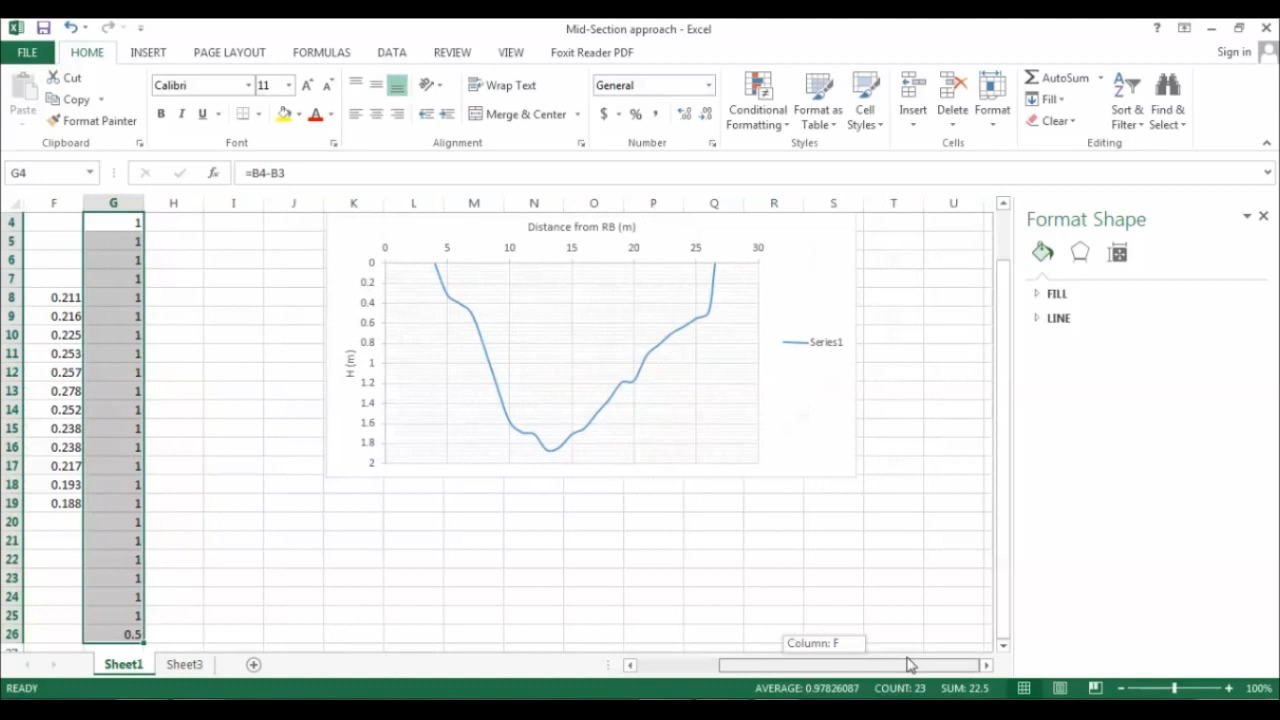 Mid-Section approach - Excel
?
FILE HOME INSERT PAGE LAYOUT FORMULAS DATA REVIEW VIEW Foxit Reader PDF Sign in
Paste
Cut
Copy
Format Painter
Clipboard
Calibri 11
B I U
Font
Wrap Text
Merge & Center
Alignment
General
$ % ,
Number
Conditional Formatting
Format as Table
Cell Styles
Styles
Insert Delete Format
Cells
AutoSum
Fill
Clear
Sort & Filter
Find & Select
Editing
G4 fx =B4-B3
F G H I J K L M N O P Q R S T U
4 1
5 1
6 1
7 1
8 0.211 1
9 0.216 1
10 0.225 1
11 0.253 1
12 0.257 1
13 0.278 1
14 0.252 1
15 0.238 1
16 0.238 1
17 0.217 1
18 0.193 1
19 0.188 1
20 1
21 1
22 1
23 1
24 1
25 1
26 0.5
Distance from RB (m)
0 5 10 15 20 25 30
0
0.2
0.4
0.6
0.8
1
1.2
1.4
1.6
1.8
2
H (m)
Series1
Format Shape
FILL
LINE
Column: F
Sheet1 Sheet3
READY AVERAGE: 0.97826087 COUNT: 23 SUM: 22.5 100%